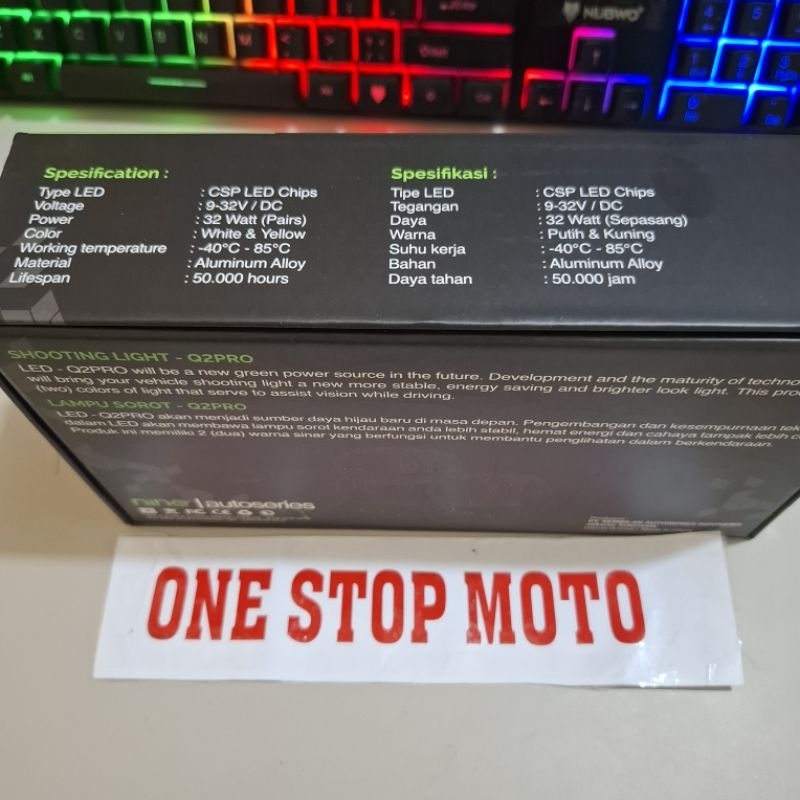 NUBWO
Spesification :
Type LED : CSP LED Chips
Voltage : 9-32V / DC
Power : 32 Watt (Pairs)
Color : White & Yellow
Working temperature : -40°C - 85°C
Material : Aluminum Alloy
Lifespan : 50.000 hours
Spesifikasi :
Tipe LED : CSP LED Chips
Tegangan : 9-32V / DC
Daya : 32 Watt (Sepasang)
Warna : Putih & Kuning
Suhu kerja : -40°C - 85°C
Bahan : Aluminum Alloy
Daya tahan : 50.000 jam
SHOOTING LIGHT - Q2PRO
LED - Q2PRO will be a new green power source in the future. Development and the maturity of techno
will bring your vehicle shooting light a new more stable, energy saving and brighter look light. This pro
(two) colors of light that serve to assist vision while driving.
LAMPU SOROT - Q2PRO
LED - Q2PRO akan menjadi sumber daya hijau baru di masa depan. Pengembangan dan kesempurnaan tek
dalam LED akan membawa lampu sorot kendaraan anda lebih stabil, hemat energi dan cahaya tampak lebih c
Produk ini memiliki 2 (dua) warna sinar yang berfungsi untuk membantu penglihatan dalam berkendaraan.
nine | autoseries
ONE STOP MOTO